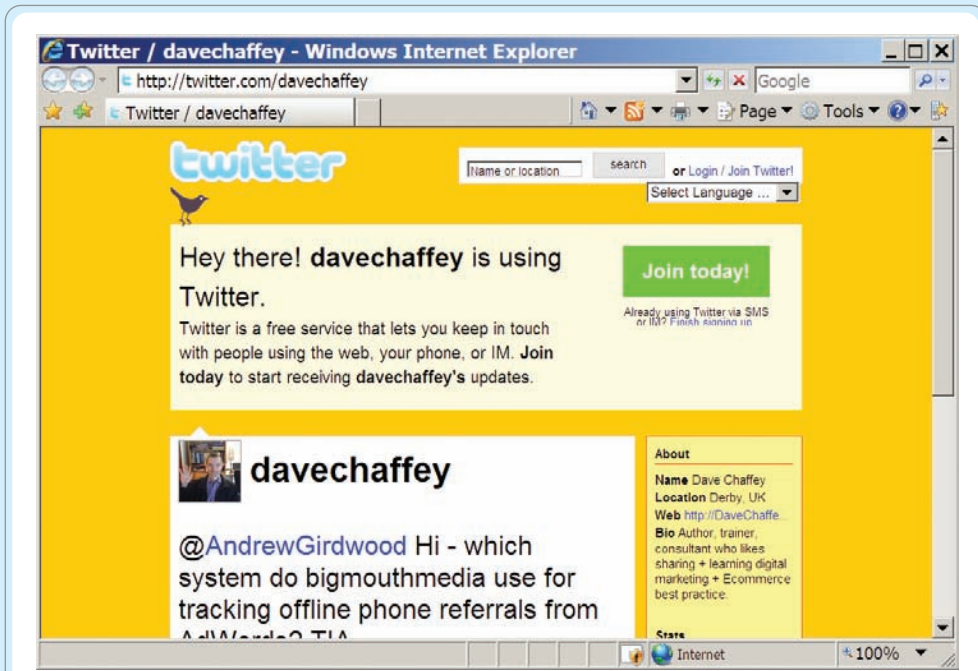 Twitter / davechaffey - Windows Internet Explorer
http://twitter.com/davechaffey
Google
Twitter / davechaffey
Page
Tools
twitter
Name or location
search
or Login / Join Twitter!
Select Language ...
Hey there! davechaffey is using
Twitter.
Twitter is a free service that lets you keep in touch
with people using the web, your phone, or IM. Join
today to start receiving davechaffey's updates.
Join today!
Already using Twitter via SMS
or IM? Finish signing up
davechaffey
@AndrewGirdwood Hi - which
system do bigmouthmedia use for
tracking offline phone referrals from
AdWords? TIA
About
Name Dave Chaffey
Location Derby, UK
Web http://DaveChaffe...
Bio Author, trainer,
consultant who likes
sharing + learning digital
marketing + Ecommerce
best practice.
Stats
Internet
100%